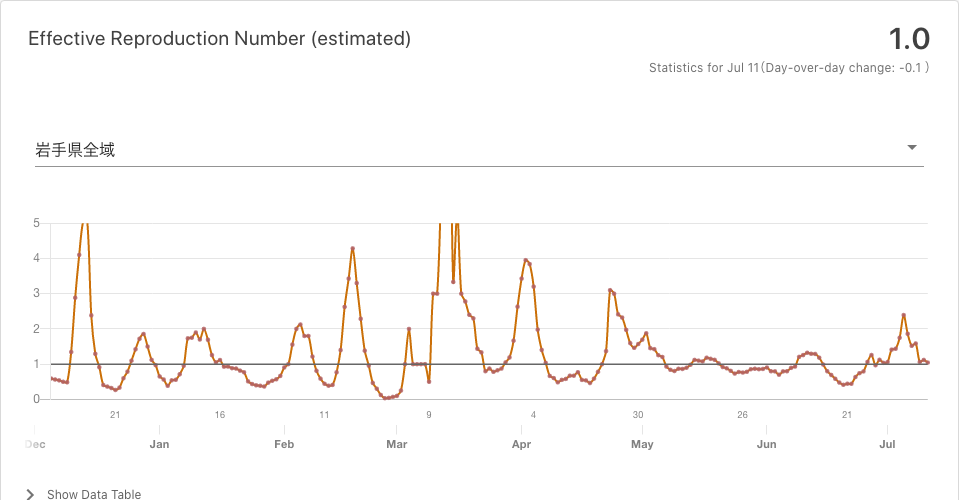 Effective Reproduction Number (estimated)
1.0
Statistics for Jul 11(Day-over-day change: -0.1 )
岩手県全域
5
4
3
2
1
0
21 16 11 9 4 30 26 21
Dec Jan Feb Mar Apr May Jun Jul
Show Data Table